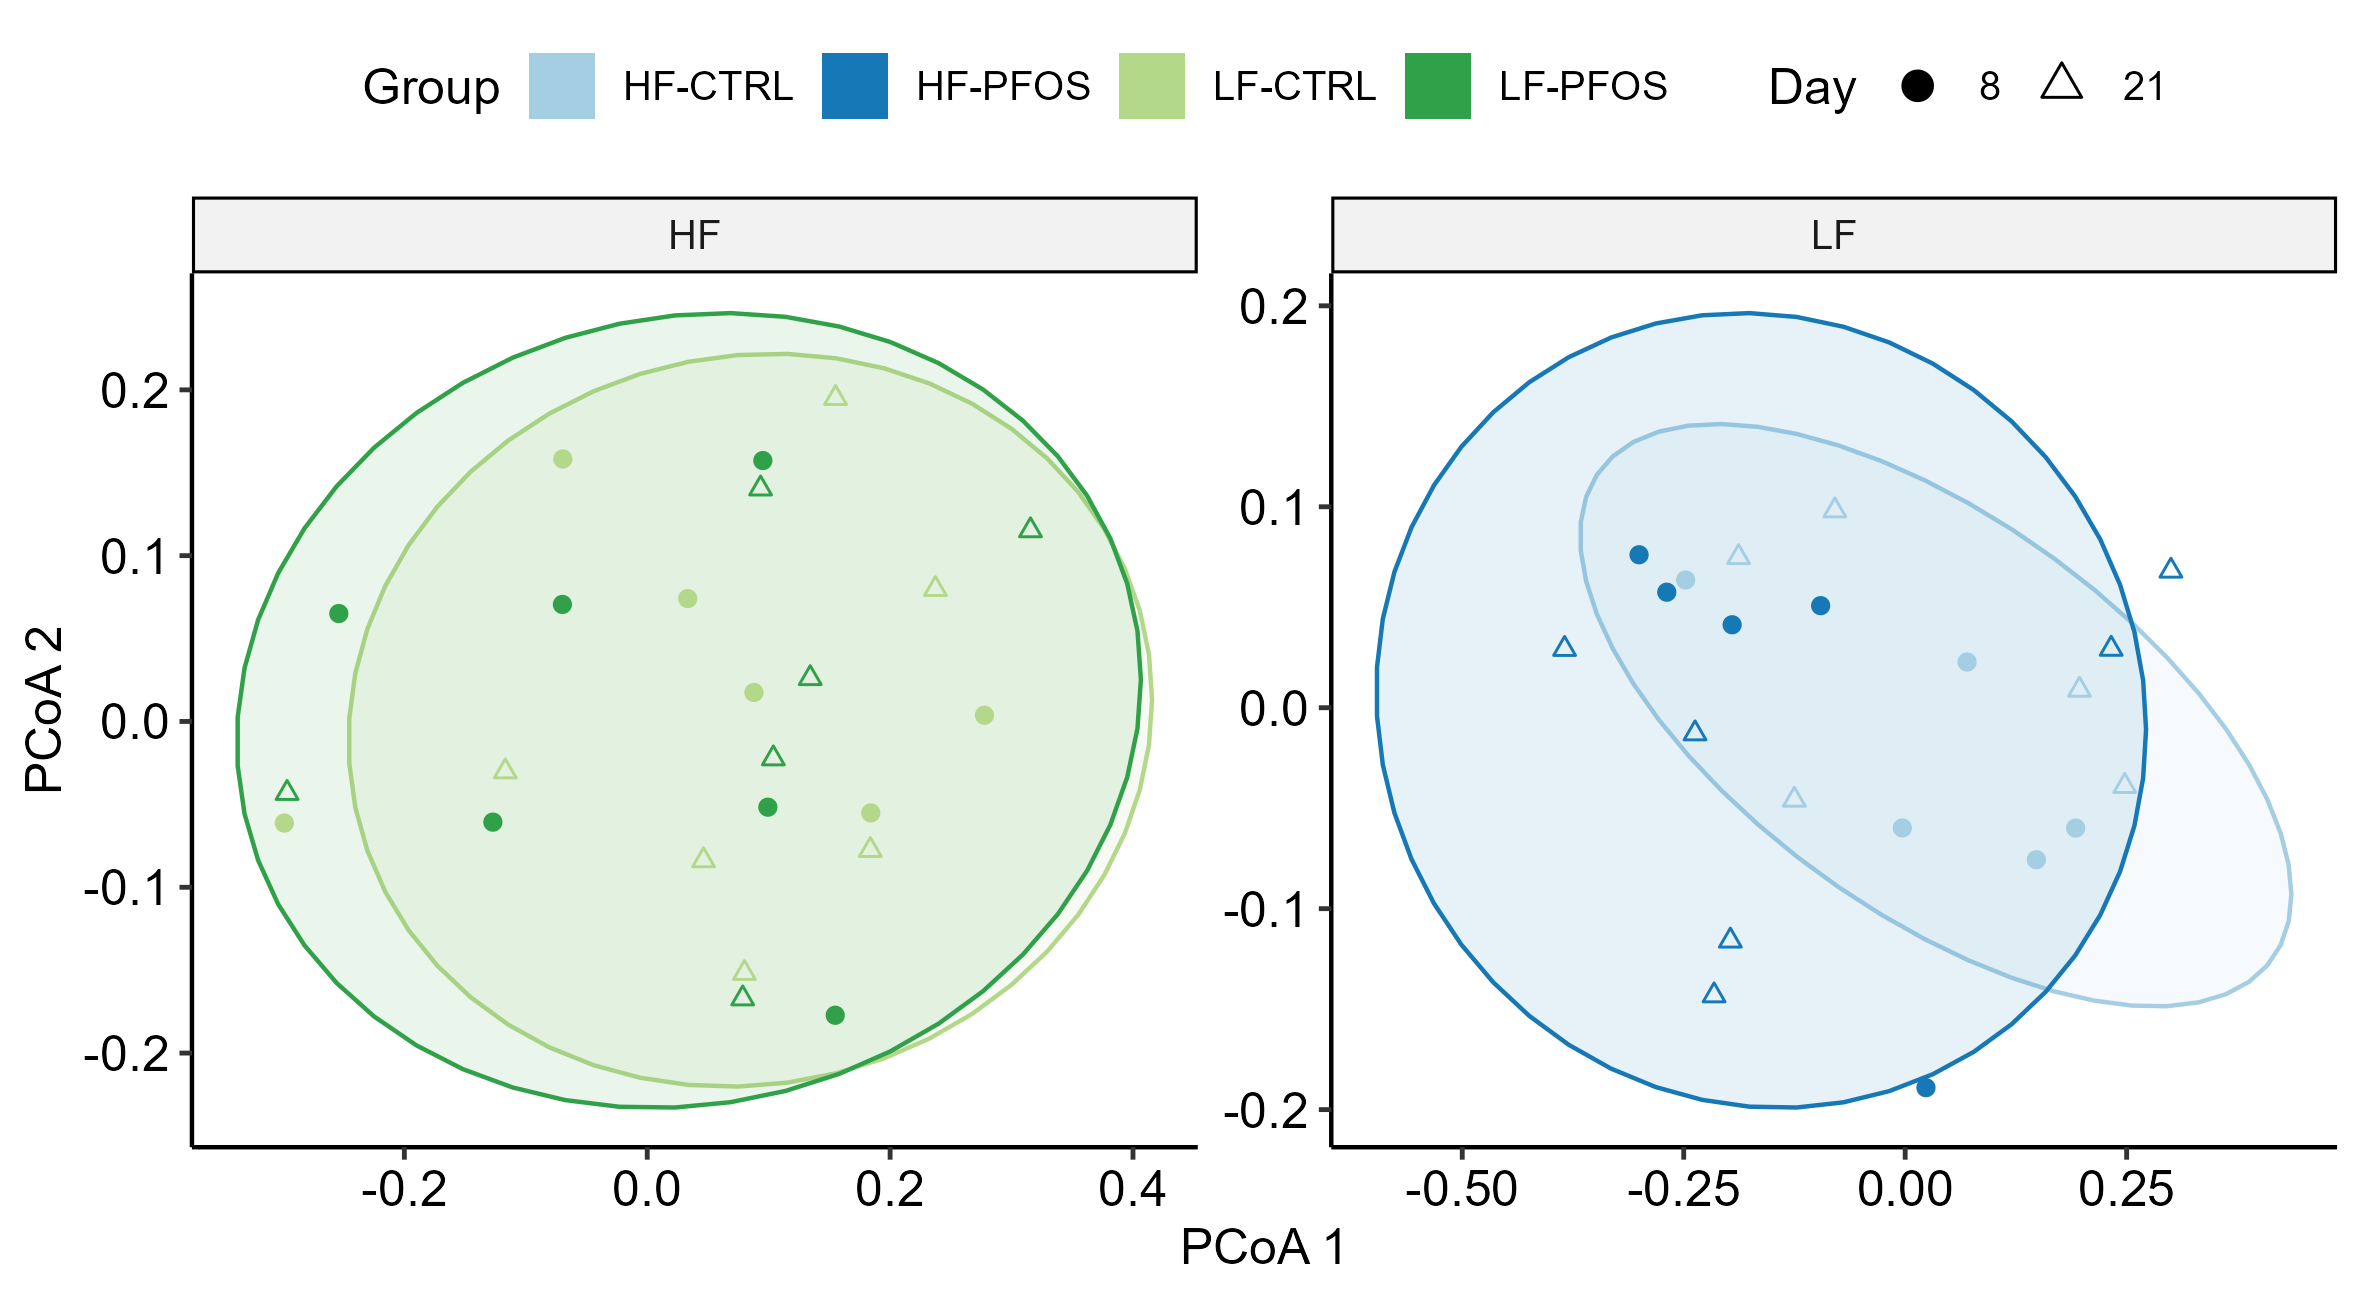 Group HF-CTRL HF-PFOS LF-CTRL LF-PFOS Day 8 21
HF LF
PCoA 2
0.2
0.1
0.0
-0.1
-0.2
-0.2 0.0 0.2 0.4
0.2
0.1
0.0
-0.1
-0.2
-0.50 -0.25 0.00 0.25
PCoA 1